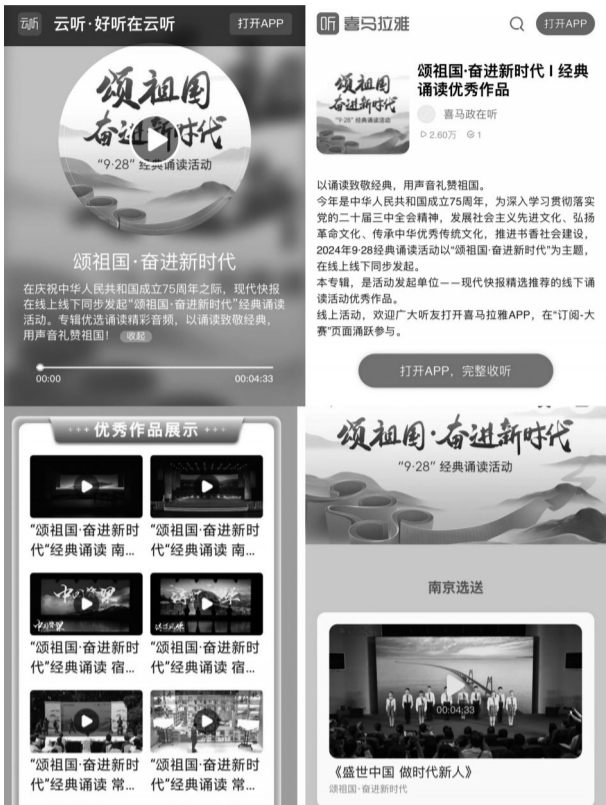 云听
云听·好听在云听
打开APP
颂祖国
奋进新时代
“9·28”经典诵读活动
颂祖国·奋进新时代
在庆祝中华人民共和国成立75周年之际，现代快报
在线上线下同步发起“颂祖国·奋进新时代”经典诵读
活动。专辑优选诵读精彩音频，以诵读致敬经典，
用声音礼赞祖国！ 收起
00:00
00:04:33
听 喜马拉雅
打开APP
颂祖国
奋进新时代
“9·28”经典诵读活动
颂祖国·奋进新时代 I 经典
诵读优秀作品
喜马政在听
2.60万 1
以诵读致敬经典，用声音礼赞祖国。
今年是中华人民共和国成立75周年，为深入学习贯彻落实
党的二十届三中全会精神，发展社会主义先进文化、弘扬
革命文化、传承中华优秀传统文化，推进书香社会建设，
2024年9·28经典诵读活动以“颂祖国·奋进新时代”为主题，
在线上线下同步发起。
本专辑，是活动发起单位——现代快报精选推荐的线下诵
读活动优秀作品。
线上活动，欢迎广大听友打开喜马拉雅APP，在“订阅-大
赛”页面涌跃参与。
打开APP，完整收听
优秀作品展示
“颂祖国·奋进新时
代”经典诵读 南...
“颂祖国·奋进新时
代”经典诵读 南...
“颂祖国·奋进新时
代”经典诵读 宿...
“颂祖国·奋进新时
代”经典诵读 宿...
“颂祖国·奋进新时
代”经典诵读 常...
“颂祖国·奋进新时
代”经典诵读 常...
颂祖国·奋进新时代
“9·28”经典诵读活动
南京选送
00:04:33
《盛世中国 做时代新人》
颂祖国·奋进新时代